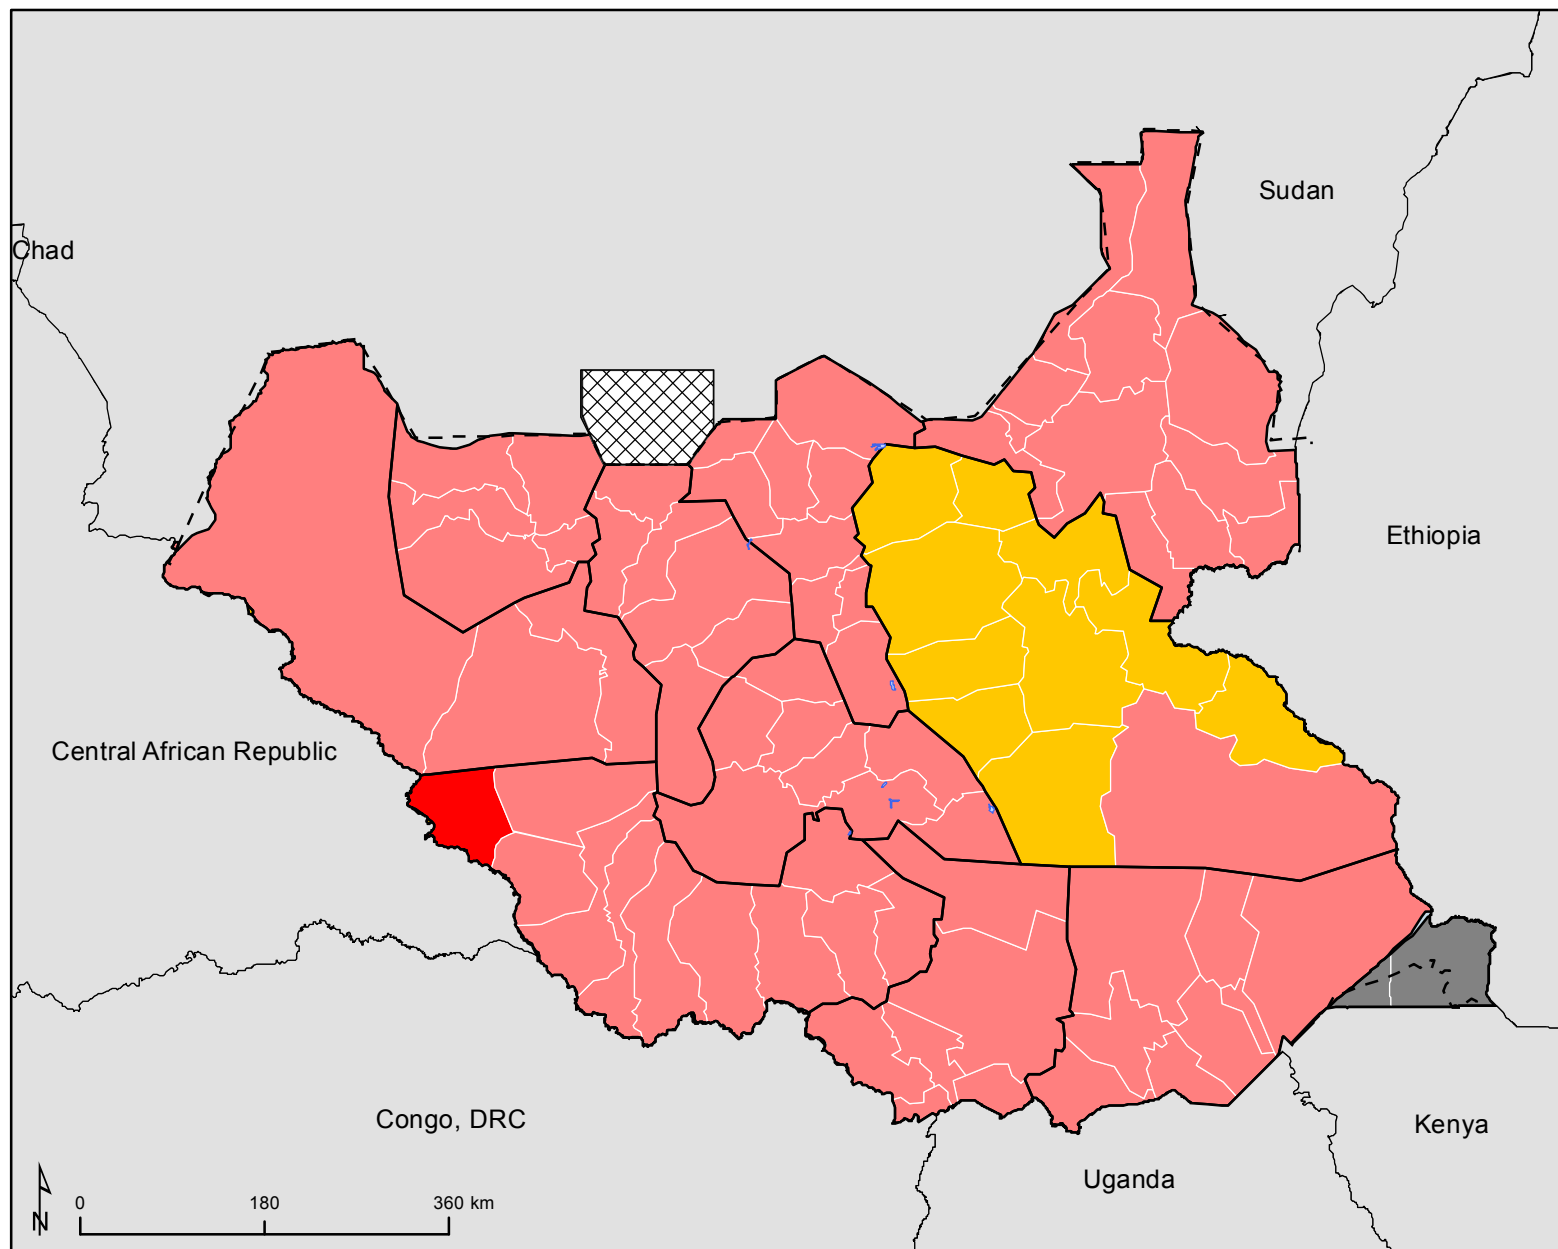 Sudan
Chad
Ethiopia
Central African Republic
Congo, DRC
Kenya
Uganda
0 180 360 km
N